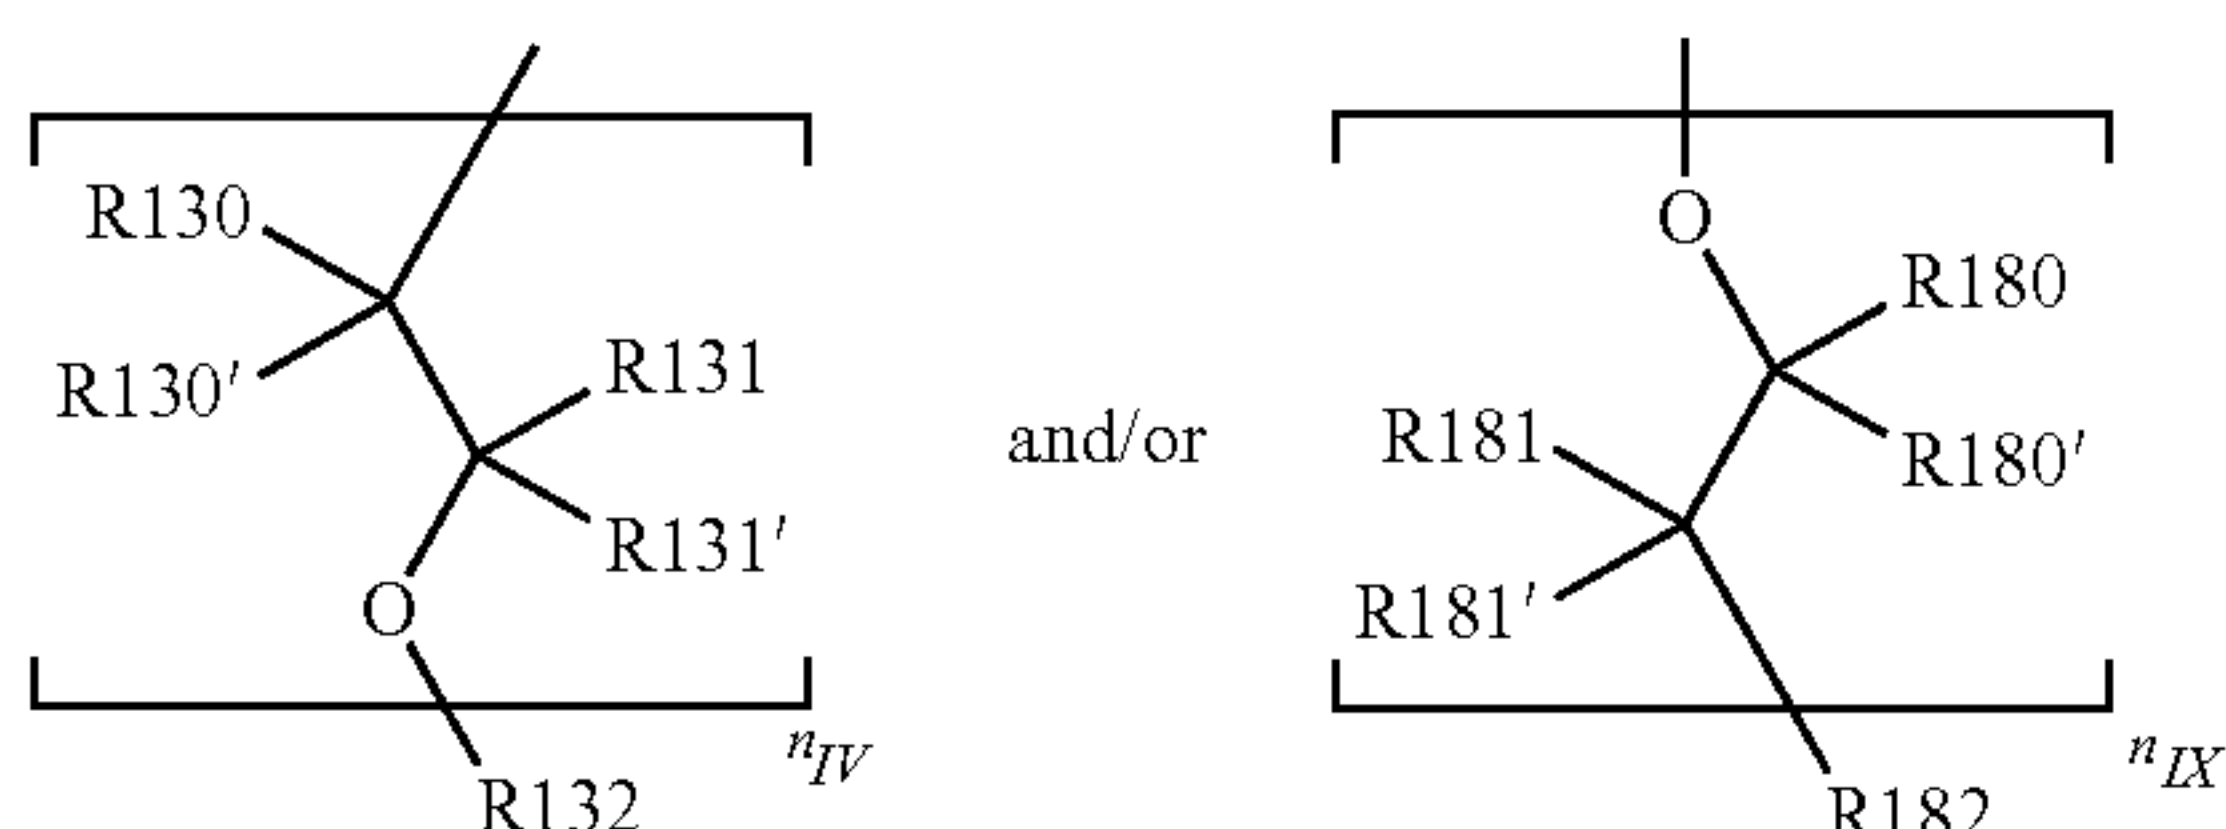 R130
R130′
R131
R131′
O
R132
nIV
and/or
O
R180
R180′
R181
R181′
R182
nIX